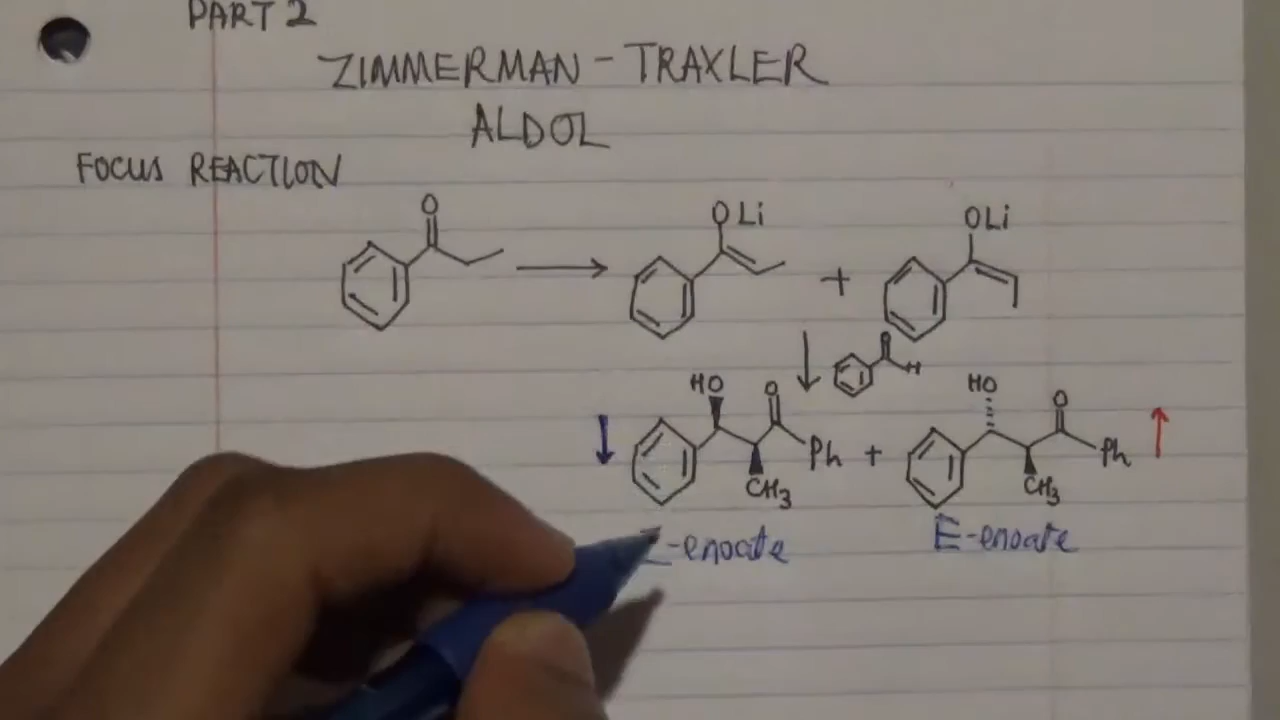 PART 2
ZIMMERMAN - TRAXLER
ALDOL
FOCUS REACTION
O OLi OLi
+
H
HO O HO O
Ph + Ph
CH3 CH3
Z-enoate E-enoate